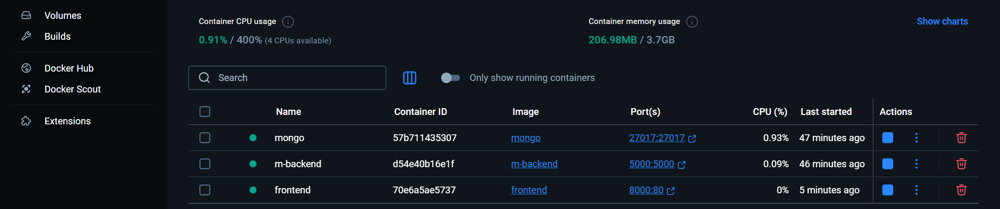 Volumes
Builds
Docker Hub
Docker Scout
Extensions
Container CPU usage
0.91% / 400% (4 CPUs available)
Container memory usage
206.98MB / 3.7GB
Show charts
Search
Only show running containers
Name Container ID Image Port(s) CPU (%) Last started Actions
mongo 57b711435307 mongo 27017:27017 0.93% 47 minutes ago
m-backend d54e40b16e1f m-backend 5000:5000 0.09% 46 minutes ago
frontend 70e6a5ae5737 frontend 8000:80 0% 5 minutes ago